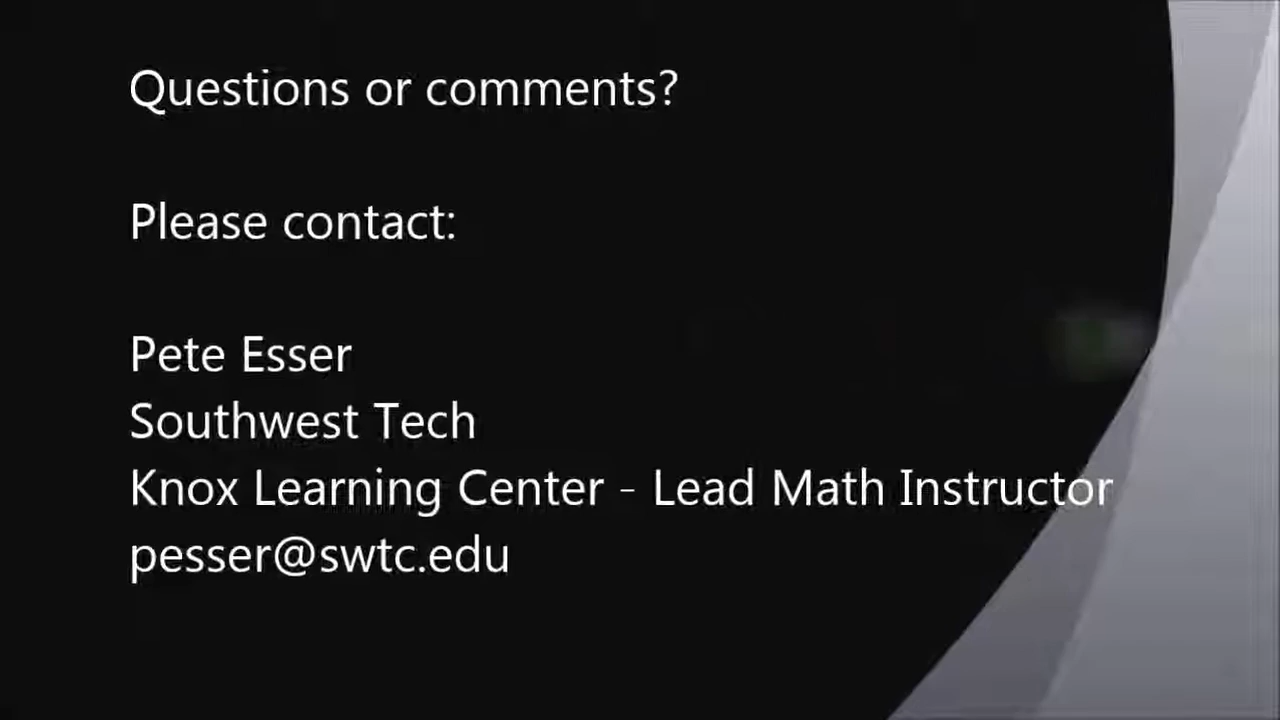 Questions or comments?
Please contact:
Pete Esser
Southwest Tech
Knox Learning Center - Lead Math Instructor
pesser@swtc.edu